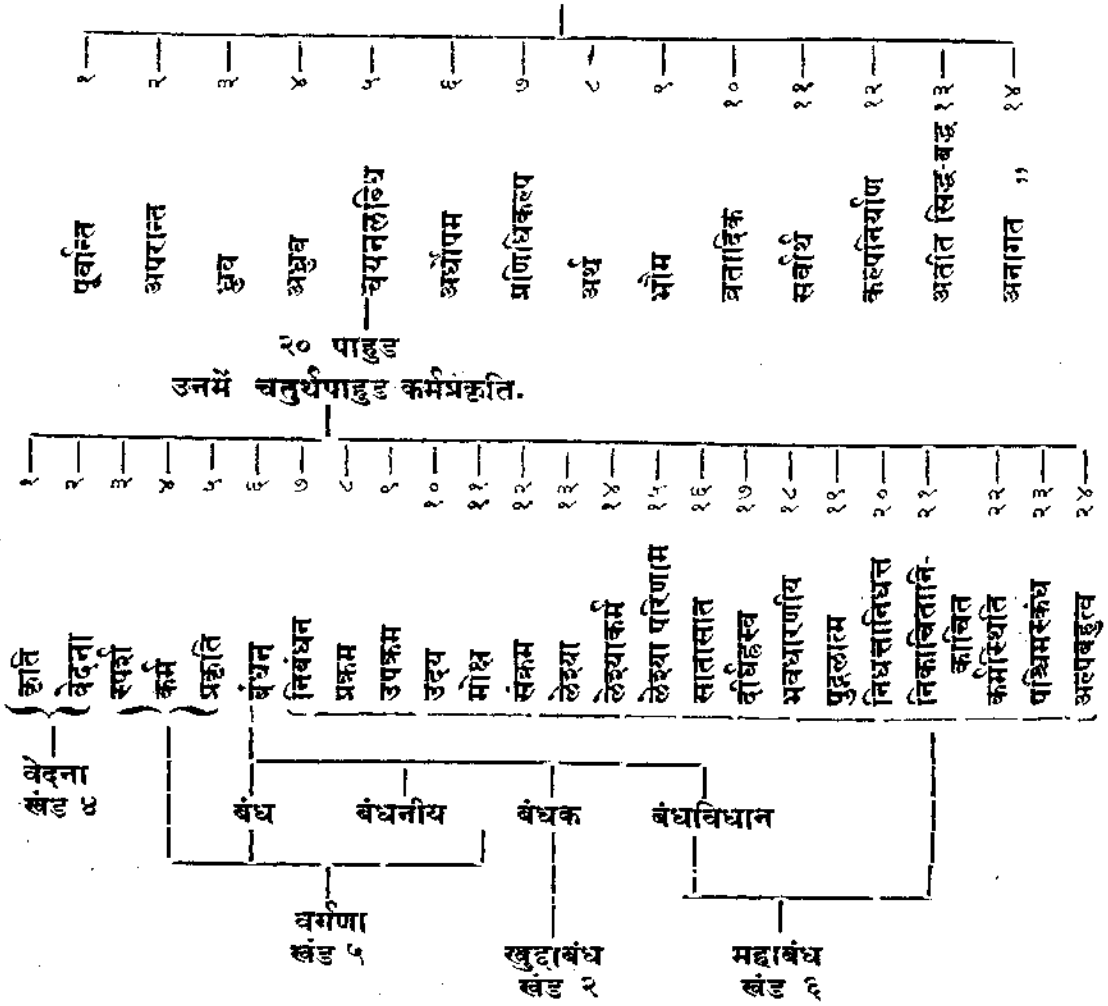 १ २ ३ ४ ५ ६ ७ ८ ९ १० ११ १२ १३ १४
पूर्वान्त
अपरान्त
ध्रुव
अध्रुव
चयनलब्धि
अर्धोपम
प्रणिधिकल्प
अर्थ
भौम
व्रतादिक
सर्वार्थ
कल्पनिर्याण
अतीत सिद्ध-बद्ध
अनागत ,,
२० पाहुड
उनमें चतुर्थपाहुड कर्मप्रकृति.
१ २ ३ ४ ५ ६ ७ ८ ९ १० ११ १२ १३ १४ १५ १६ १७ १८ १९ २० २१ २२ २३ २४
कृति
वेदना
स्पर्श
कर्म
प्रकृति
बंधन
निबंधन
प्रक्रम
उपक्रम
उदय
मोक्ष
संक्रम
लेश्या
लेश्याकर्म
लेश्या परिणाम
सातासात
दीर्घह्रस्व
भवधारणीय
पुद्गलात्म
निधत्तानिधत्त
निकाचितानि-
काचित
कर्मस्थिति
पश्चिमस्कंध
अल्पबहुत्व
वेदना
खंड ४
बंध बंधनीय बंधक बंधविधान
वर्गणा
खंड ५
खुद्दाबंध
खंड २
महाबंध
खंड ६